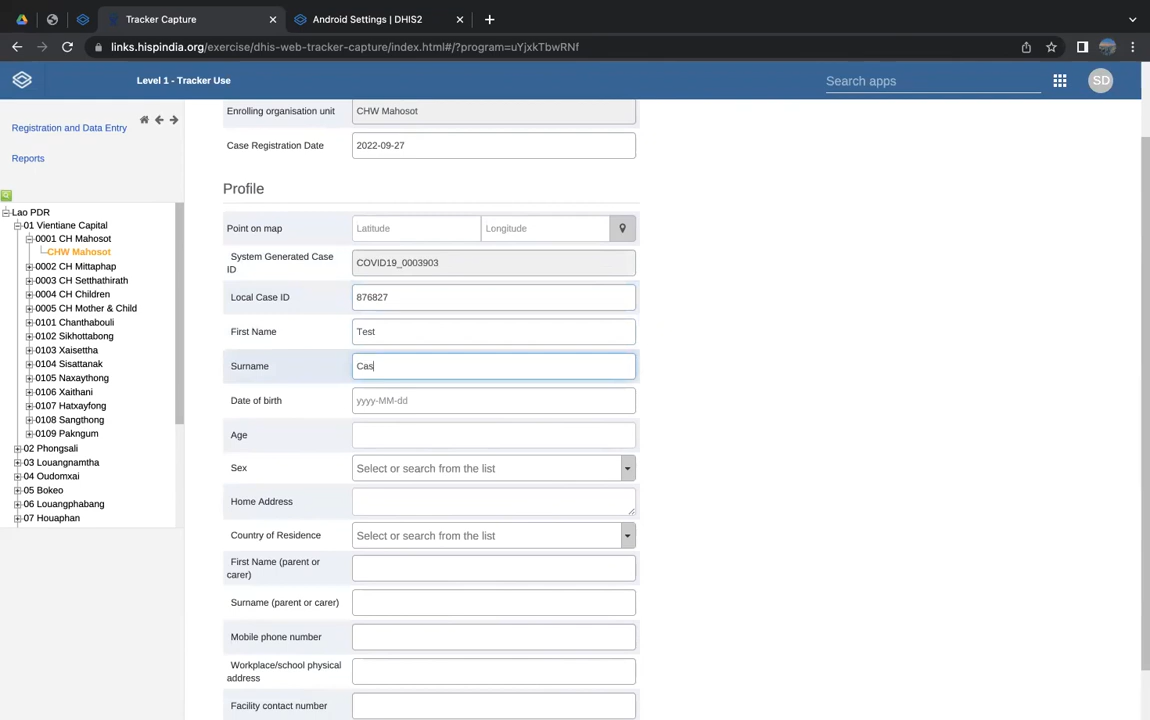 Tracker Capture
Android Settings | DHIS2
links.hispindia.org/exercise/dhis-web-tracker-capture/index.html#/?program=uYjxkTbwRNf
Level 1 - Tracker Use
Search apps
SD
Registration and Data Entry
Reports
Lao PDR
01 Vientiane Capital
0001 CH Mahosot
CHW Mahosot
0002 CH Mittaphap
0003 CH Setthathirath
0004 CH Children
0005 CH Mother & Child
0101 Chanthabouli
0102 Sikhottabong
0103 Xaisettha
0104 Sisattanak
0105 Naxaythong
0106 Xaithani
0107 Hatxayfong
0108 Sangthong
0109 Pakngum
02 Phongsali
03 Louangnamtha
04 Oudomxai
05 Bokeo
06 Louangphabang
07 Houaphan
Enrolling organisation unit
CHW Mahosot
Case Registration Date
2022-09-27
Profile
Point on map
Latitude
Longitude
System Generated Case
ID
COVID19_0003903
Local Case ID
876827
First Name
Test
Surname
Cas
Date of birth
yyyy-MM-dd
Age
Sex
Select or search from the list
Home Address
Country of Residence
Select or search from the list
First Name (parent or
carer)
Surname (parent or carer)
Mobile phone number
Workplace/school physical
address
Facility contact number